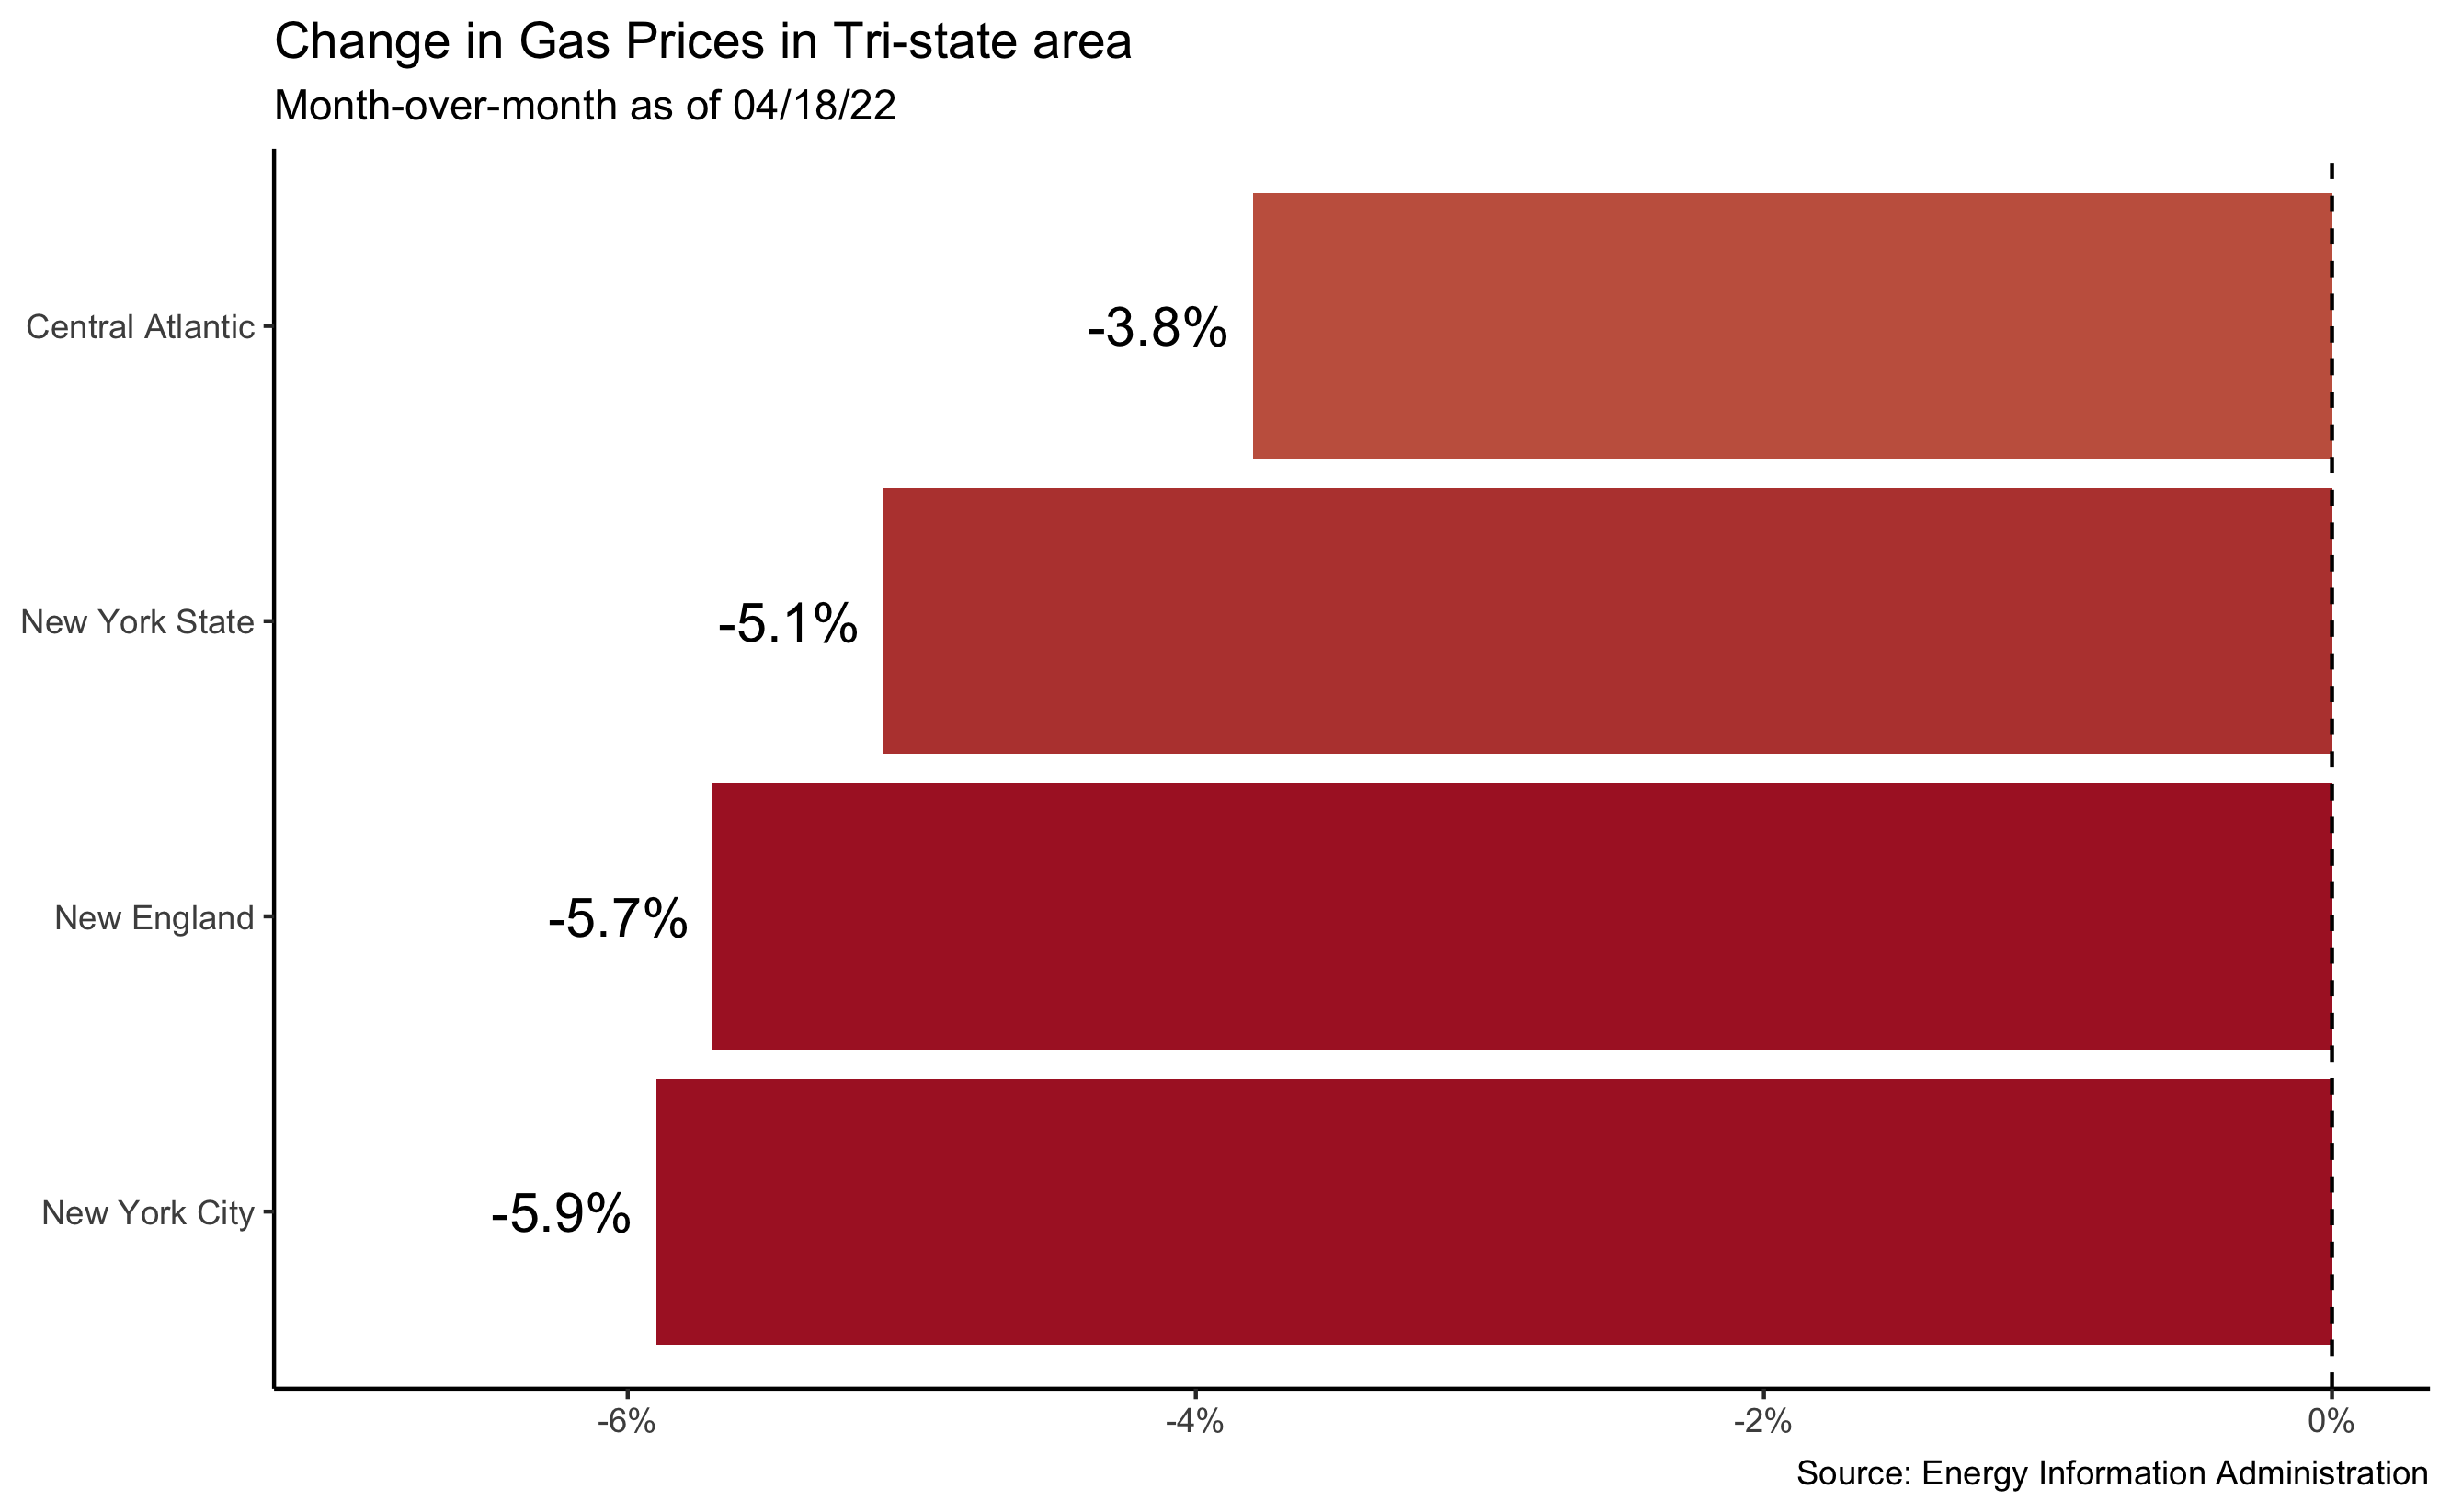 Change in Gas Prices in Tri-state area
Month-over-month as of 04/18/22
Central Atlantic
-3.8%
New York State
-5.1%
New England
-5.7%
New York City
-5.9%
-6%
-4%
-2%
0%
Source: Energy Information Administration